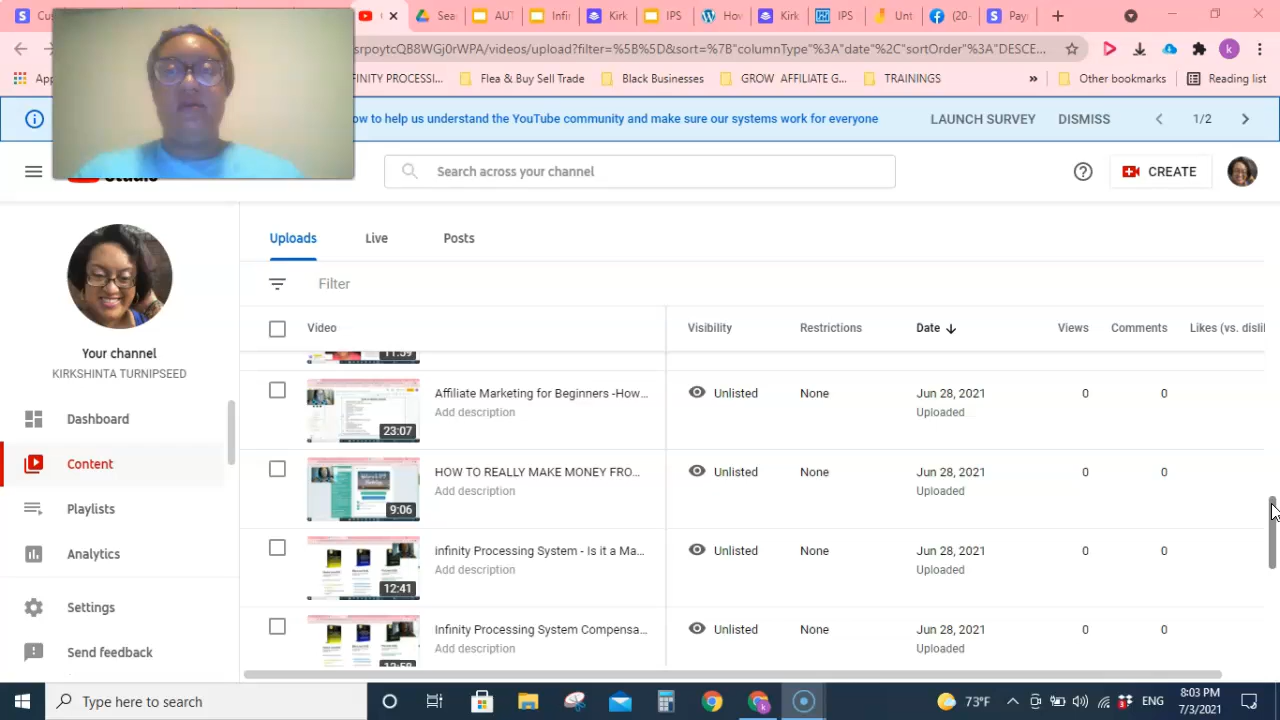 Cus
Sea
Infi
Kirk
IPS
How
Kirk
IPS
Unt
(20-
Payi
srpoytcQB8WGj0rWPA/videos/upload?filter=%5B%5D&sort=%7B"columnType"%3A"date"%2C"sortOrder"%3A"DESCE...
App
FINITY PROCESSI...
Flea & Buy Sell Trade
Black Businesses
GROW AFFILIATE G...
TRAININGS
»
Other bookmarks
Reading list
ow to help us understand the YouTube community and make sure our systems work for everyone
LAUNCH SURVEY
DISMISS
1/2
Studio
Search across your channel
CREATE
Uploads
Live
Posts
Filter
Your channel
KIRKSHINTA TURNIPSEED
Dashboard
Content
Playlists
Analytics
Settings
Send feedback
Video
Visibility
Restrictions
Date
Views
Comments
Likes (vs. disli
11:39
Affiliate Marketing for Beginners -How...
Add description
23:07
Unlisted
None
Jun 28, 2021
Uploaded
0
0
HOW TO REALLY MAKE MONEY FRO...
Add description
9:06
Unlisted
None
Jun 28, 2021
Uploaded
0
0
Infinity Processing System - Is it a Ma...
Add description
12:41
Unlisted
None
Jun 28, 2021
Uploaded
0
0
Infinity Processing System Compensa...
Add description
Unlisted
None
Jun 28, 2021
Uploaded
0
0
Type here to search
73°F
ENG
8:03 PM
7/3/2021